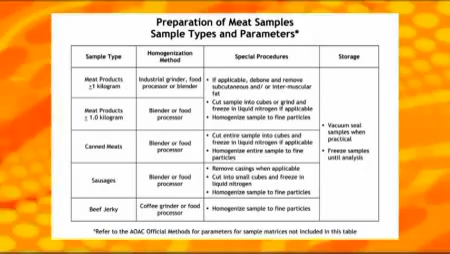 Preparation of Meat Samples
Sample Types and Parameters*
Sample Type
Homogenization
Method
Special Procedures
Storage
Meat Products
>1 kilogram
Industrial grinder, food
processor or blender
• If applicable, debone and remove
subcutaneous and/ or inter-muscular
fat
Meat Products
≤ 1.0 kilogram
Blender or food
processor
• Cut sample into cubes or grind and
freeze in liquid nitrogen if applicable
• Homogenize sample to fine particles
Canned Meats
Blender or food
processor
• Cut entire sample into cubes and
freeze in liquid nitrogen if applicable
• Homogenize entire sample to fine
particles
Sausages
Blender or food
processor
• Remove casings when applicable
• Cut into small cubes and freeze in
liquid nitrogen
• Homogenize sample to fine particles
Beef Jerky
Coffee grinder or food
processor
• Homogenize sample to fine particles
• Vacuum seal
samples when
practical
• Freeze samples
until analysis
*Refer to the AOAC Official Methods for parameters for sample matrices not included in this table